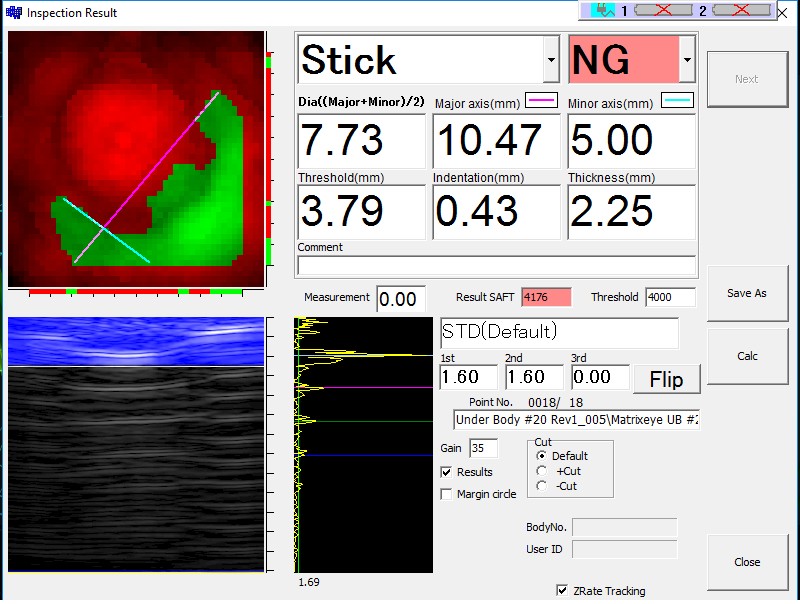 Inspection Result
1 2
Stick NG
Next
Dia((Major+Minor)/2) Major axis(mm) Minor axis(mm)
7.73 10.47 5.00
Threshold(mm) Indentation(mm) Thickness(mm)
3.79 0.43 2.25
Comment
Measurement 0.00 Result SAFT 4176 Threshold 4000
Save As
STD(Default)
Calc
1st 2nd 3rd
1.60 1.60 0.00 Flip
Point No. 0018/ 18
Under Body #20 Rev1_005\Matrixeye UB #2
Gain 35
Cut
Default
+Cut
-Cut
Results
Margin circle
BodyNo.
User ID
Close
1.69
ZRate Tracking